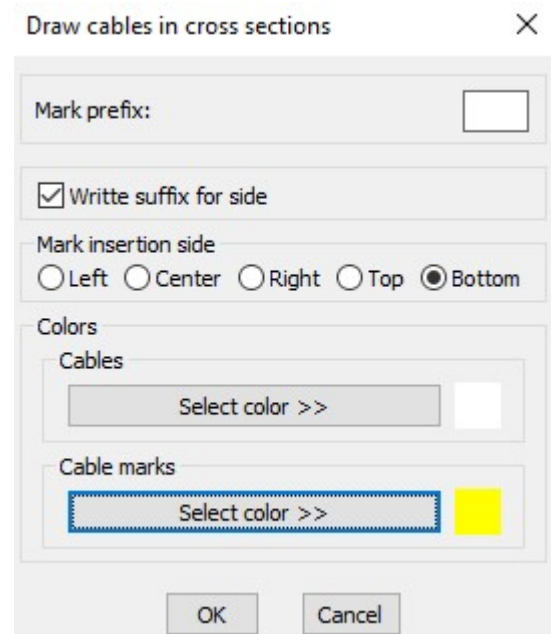 Draw cables in cross sections
Mark prefix:
Writte suffix for side
Mark insertion side
Left Center Right Top Bottom
Colors
Cables
Select color >>
Cable marks
Select color >>
OK Cancel